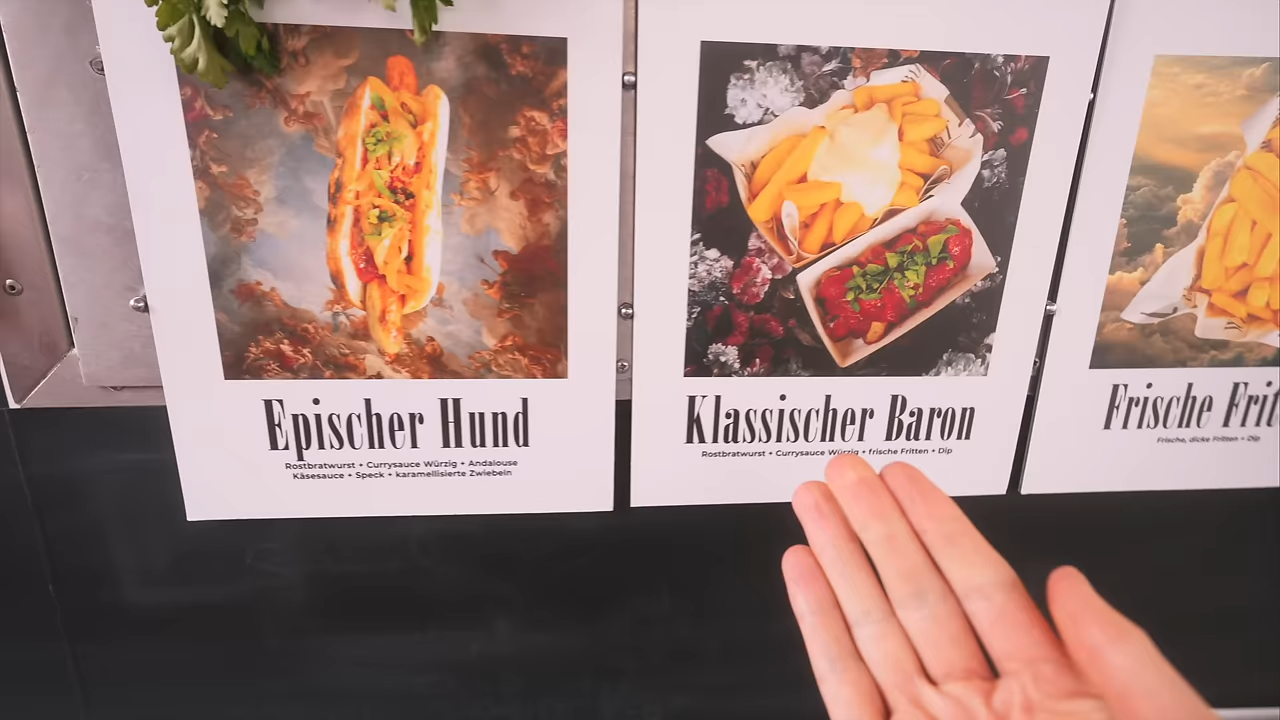 Epischer Hund
Rostbratwurst + Currysauce Würzig + Andalouse
Käsesauce + Speck + karamellisierte Zwiebeln
Klassischer Baron
Rostbratwurst + Currysauce Würzig + frische Fritten + Dip
Frische Frit
Frische, dicke Fritten + Dip